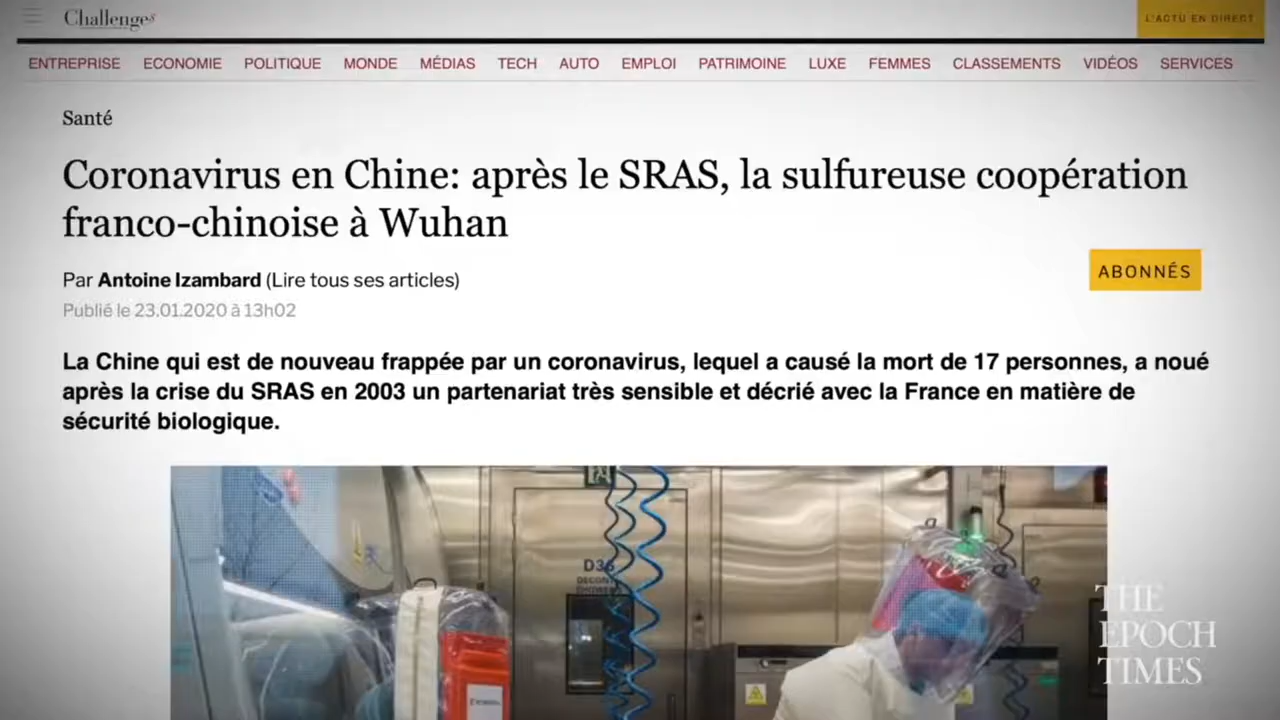 Challenges
L'ACTU EN DIRECT
ENTREPRISE ECONOMIE POLITIQUE MONDE MÉDIAS TECH AUTO EMPLOI PATRIMOINE LUXE FEMMES CLASSEMENTS VIDÉOS SERVICES
Santé
Coronavirus en Chine: après le SRAS, la sulfureuse coopération
franco-chinoise à Wuhan
Par Antoine Izambard (Lire tous ses articles)
ABONNÉS
Publié le 23.01.2020 à 13h02
La Chine qui est de nouveau frappée par un coronavirus, lequel a causé la mort de 17 personnes, a noué
après la crise du SRAS en 2003 un partenariat très sensible et décrié avec la France en matière de
sécurité biologique.
THE
EPOCH
TIMES